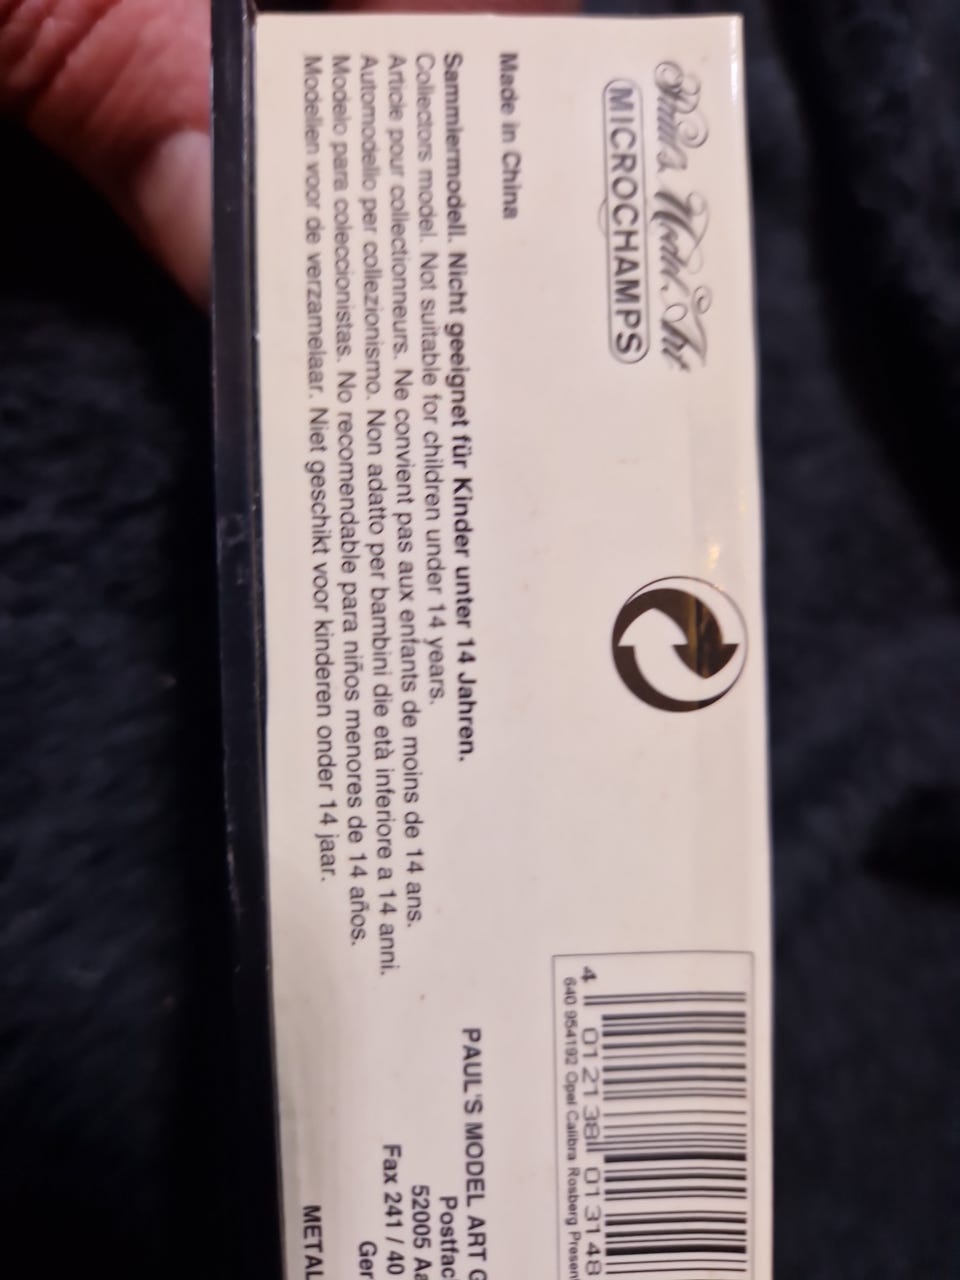 Paul's Model Art
MICROCHAMPS
4 012138 013148
640 954192 Opel Calibra Rosberg
Made in China
Sammlermodell. Nicht geeignet für Kinder unter 14 Jahren.
Collectors model. Not suitable for children under 14 years.
Article pour collectionneurs. Ne convient pas aux enfants de moins de 14 ans.
Automodello per collezionismo. Non adatto per bambini die età inferiore a 14 anni.
Modelo para coleccionistas. No recomendable para niños menores de 14 años.
Modellen voor de verzamelaar. Niet geschikt voor kinderen onder 14 jaar.
PAUL'S MODEL ART
52005
Fax 241 / 40
METAL